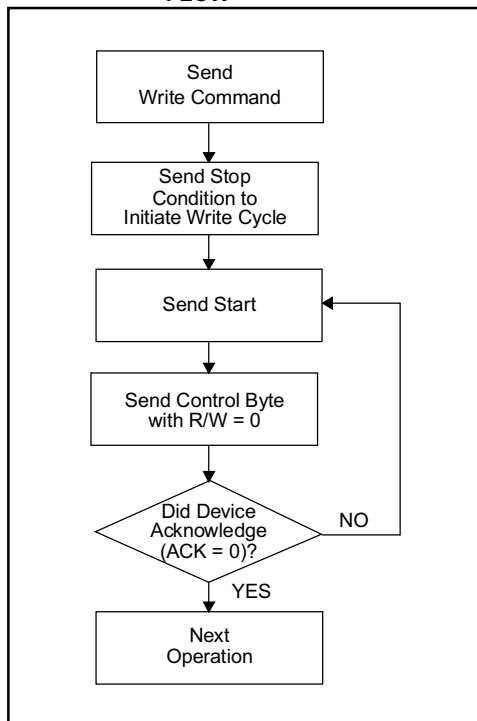 FLOW
Send
Write Command
Send Stop
Condition to
Initiate Write Cycle
Send Start
Send Control Byte
with R/W = 0
Did Device
Acknowledge
(ACK = 0)?
NO
YES
Next
Operation